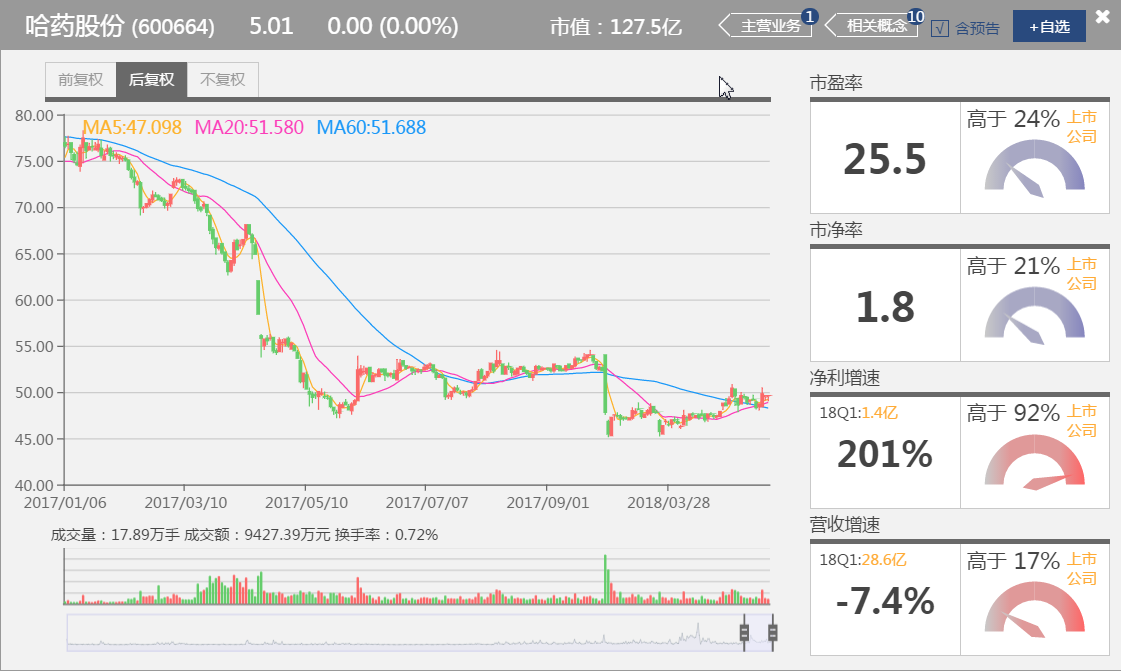 哈药股份 (600664) 5.01 0.00 (0.00%) 市值：127.5亿 主营业务 1 相关概念 10 √ 含预告 +自选 ✖
前复权 后复权 不复权
MA5:47.098 MA20:51.580 MA60:51.688
80.00
75.00
70.00
65.00
60.00
55.00
50.00
45.00
40.00
2017/01/06 2017/03/10 2017/05/10 2017/07/07 2017/09/01 2018/03/28
成交量：17.89万手 成交额：9427.39万元 换手率：0.72%
市盈率
25.5
高于 24% 上市
公司
市净率
1.8
高于 21% 上市
公司
净利增速
18Q1:1.4亿
201%
高于 92% 上市
公司
营收增速
18Q1:28.6亿
-7.4%
高于 17% 上市
公司